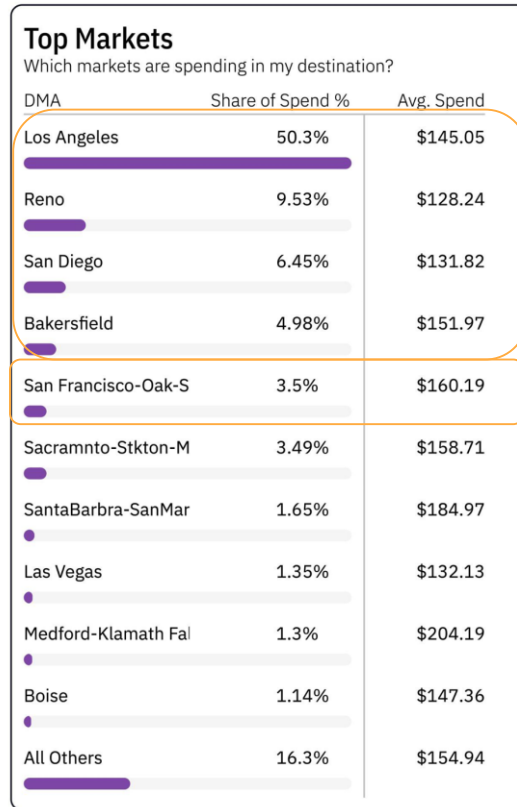 Top Markets
Which markets are spending in my destination?
DMA Share of Spend % Avg. Spend
Los Angeles 50.3% $145.05
Reno 9.53% $128.24
San Diego 6.45% $131.82
Bakersfield 4.98% $151.97
San Francisco-Oak-S 3.5% $160.19
Sacramnto-Stkton-M 3.49% $158.71
SantaBarbra-SanMar 1.65% $184.97
Las Vegas 1.35% $132.13
Medford-Klamath Fal 1.3% $204.19
Boise 1.14% $147.36
All Others 16.3% $154.94